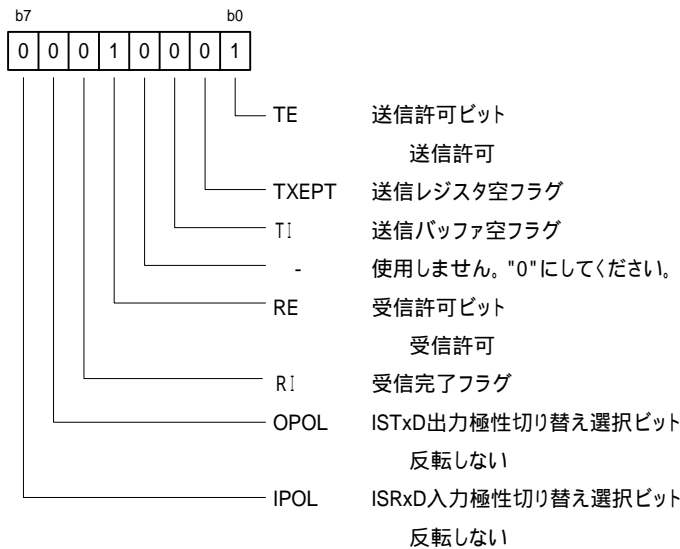 b7 b0
0 0 0 1 0 0 0 1
TE 送信許可ビット
送信許可
TXEPT 送信レジスタ空フラグ
TI 送信バッファ空フラグ
- 使用しません。"0"にしてください。
RE 受信許可ビット
受信許可
RI 受信完了フラグ
OPOL ISTxD出力極性切り替え選択ビット
反転しない
IPOL ISRxD入力極性切り替え選択ビット
反転しない